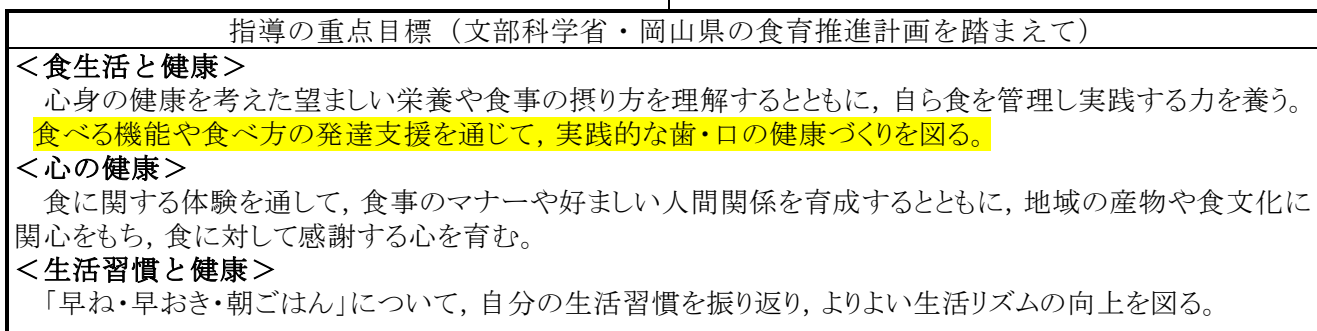 指導の重点目標(文部科学省・岡山県の食育推進計画を踏まえて)
<食生活と健康>
心身の健康を考えた望ましい栄養や食事の摂り方を理解するとともに,自ら食を管理し実践する力を養う。
食べる機能や食べ方の発達支援を通じて,実践的な歯・口の健康づくりを図る。
<心の健康>
食に関する体験を通して,食事のマナーや好ましい人間関係を育成するとともに,地域の産物や食文化に
関心をもち,食に対して感謝する心を育む。
<生活習慣と健康>
「早ね・早おき・朝ごはん」について,自分の生活習慣を振り返り,よりよい生活リズムの向上を図る。